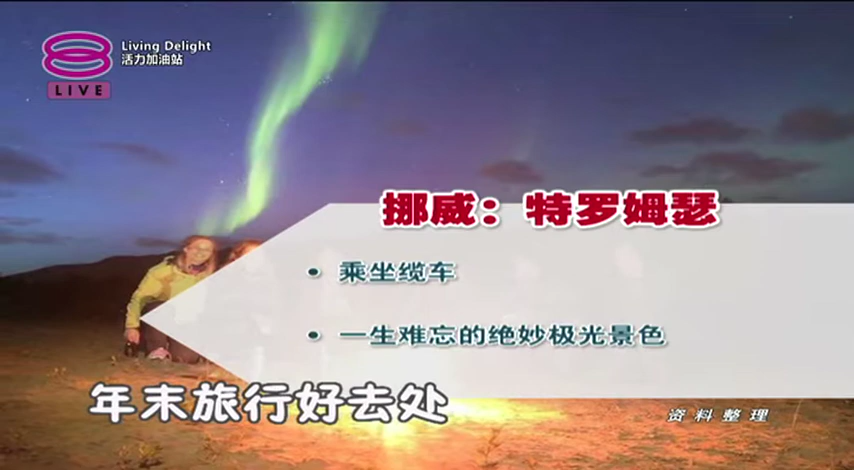 Living Delight
活力加油站
LIVE
挪威：特罗姆瑟
• 乘坐缆车
• 一生难忘的绝妙极光景色
年末旅行好去处
资料整理